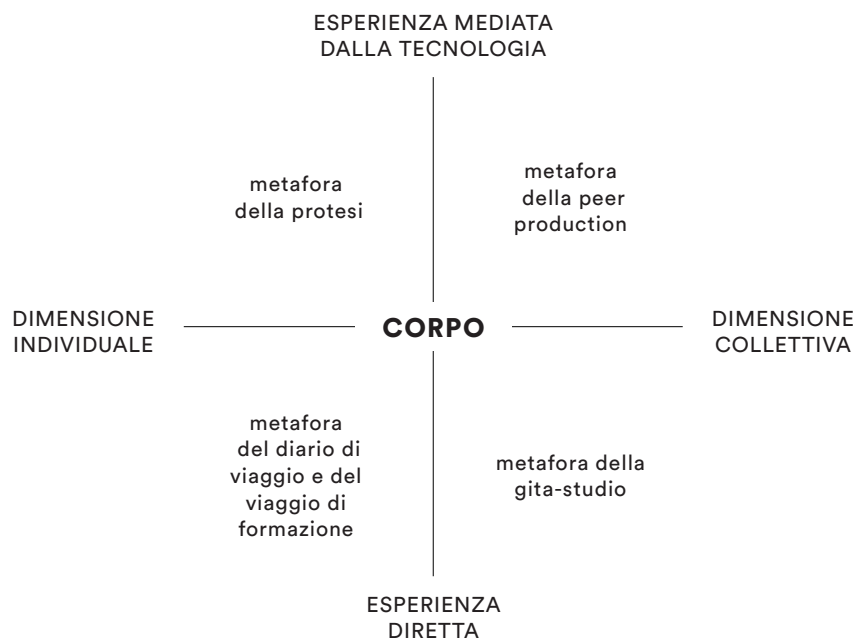 ESPERIENZA MEDIATA
DALLA TECNOLOGIA
metafora
della protesi
metafora
della peer
production
DIMENSIONE
INDIVIDUALE
CORPO
DIMENSIONE
COLLETTIVA
metafora
del diario di
viaggio e del
viaggio di
formazione
metafora della
gita-studio
ESPERIENZA
DIRETTA